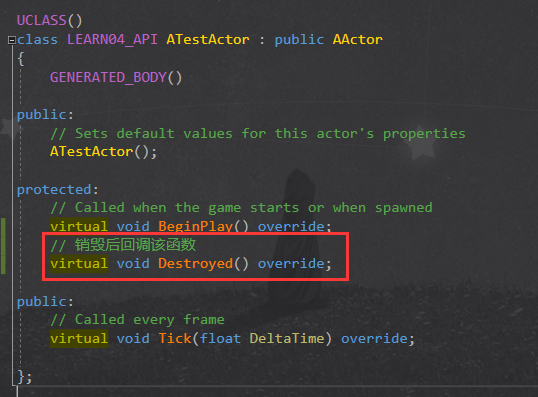 UCLASS()
class LEARN04_API ATestActor : public AActor
{
GENERATED_BODY()
public:
// Sets default values for this actor's properties
ATestActor();
protected:
// Called when the game starts or when spawned
virtual void BeginPlay() override;
// 销毁后回调该函数
virtual void Destroyed() override;
public:
// Called every frame
virtual void Tick(float DeltaTime) override;
};